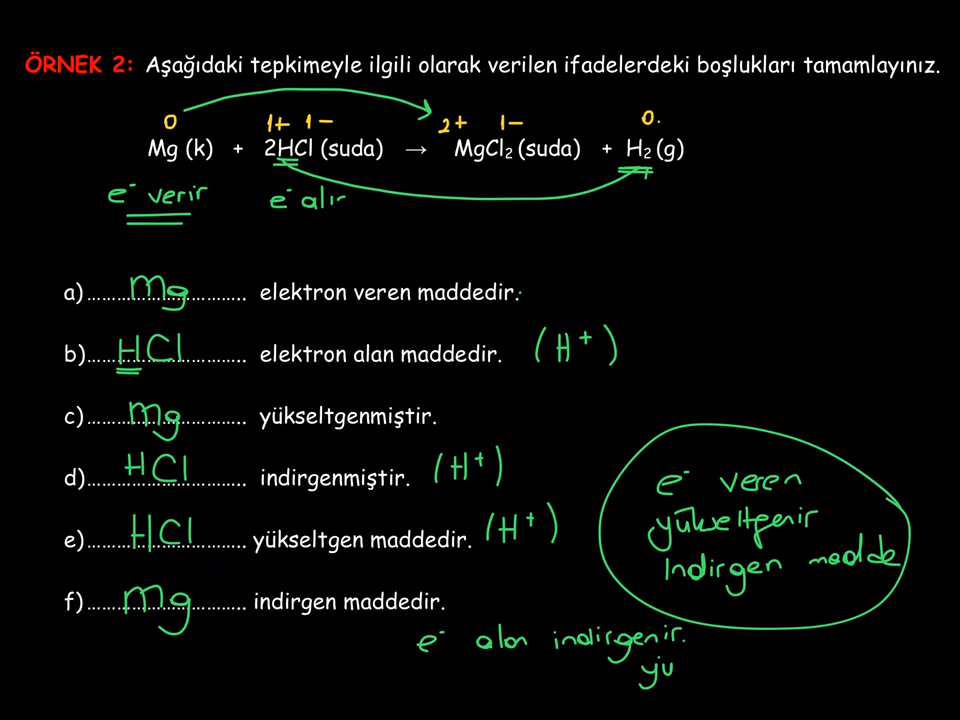 ÖRNEK 2: Aşağıdaki tepkimeyle ilgili olarak verilen ifadelerdeki boşlukları tamamlayınız.
0 1+ 1- 2+ 1- 0.
Mg (k) + 2HCl (suda) → MgCl₂ (suda) + H₂ (g)
e⁻ verir e⁻ alır
a) Mg elektron veren maddedir.
b) HCl elektron alan maddedir. (H⁺)
c) Mg yükseltgenmiştir.
d) HCl indirgenmiştir. (H⁺)
e) HCl yükseltgen maddedir. (H⁺)
f) Mg indirgen maddedir.
e⁻ veren
yükseltgenir
İndirgen madde
e⁻ alan indirgenir.
yü